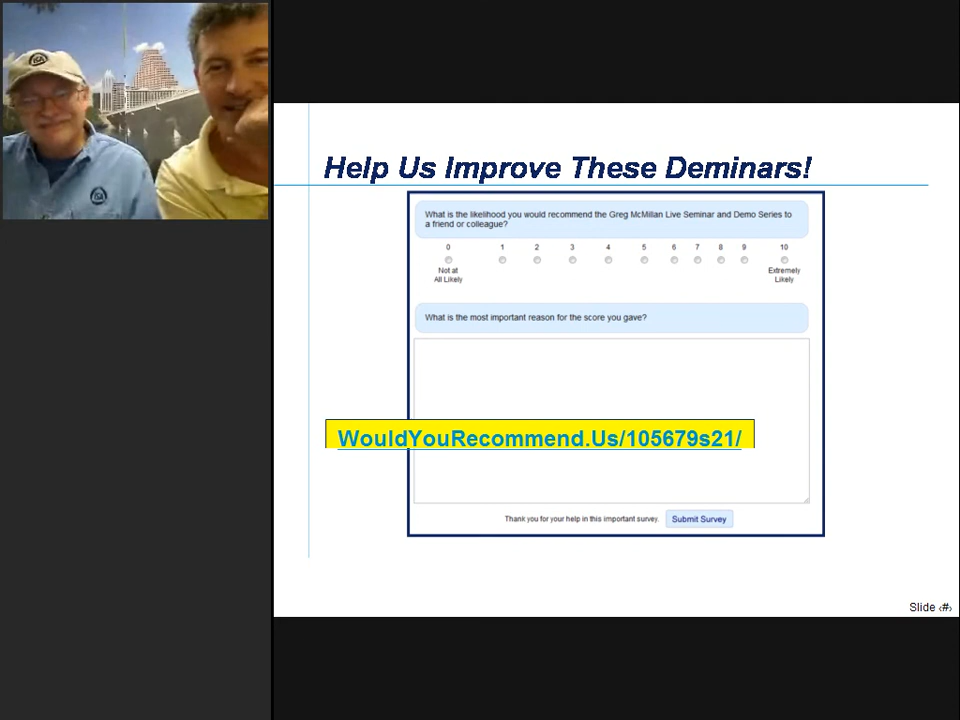 Help Us Improve These Deminars!
What is the likelihood you would recommend the Greg McMillan Live Seminar and Demo Series to
a friend or colleague?
0 1 2 3 4 5 6 7 8 9 10
Not at
All Likely
Extremely
Likely
What is the most important reason for the score you gave?
WouldYouRecommend.Us/105679s21/
Thank you for your help in this important survey.
Submit Survey
Slide ‹#›
ISA